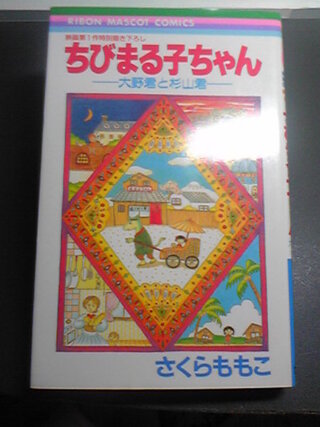 RIBON MASCOT COMICS
映画第1作特別描き下ろし
ちびまる子ちゃん
―大野君と杉山君―
さくらももこ